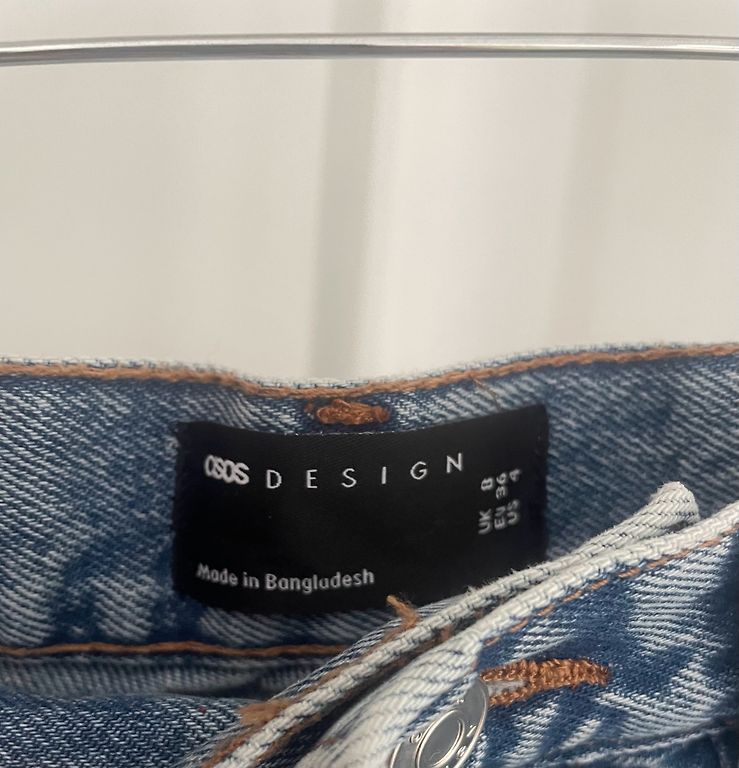 asos DESIGN
UK 8
EU 36
US 4
Made in Bangladesh